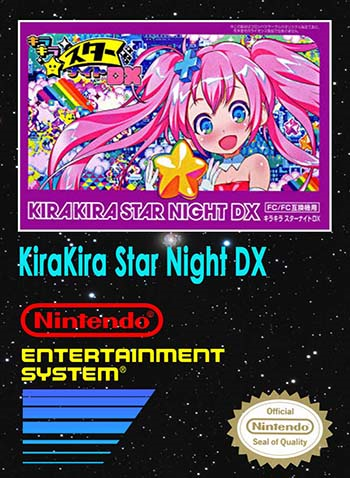 キラキラ
スター
ナイトDX
KIRAKIRA STAR NIGHT DX
FC/FC互換機用
キラキラ スターナイトDX
KiraKira Star Night DX
Nintendo®
ENTERTAINMENT
SYSTEM®
Official
Nintendo
Seal of Quality